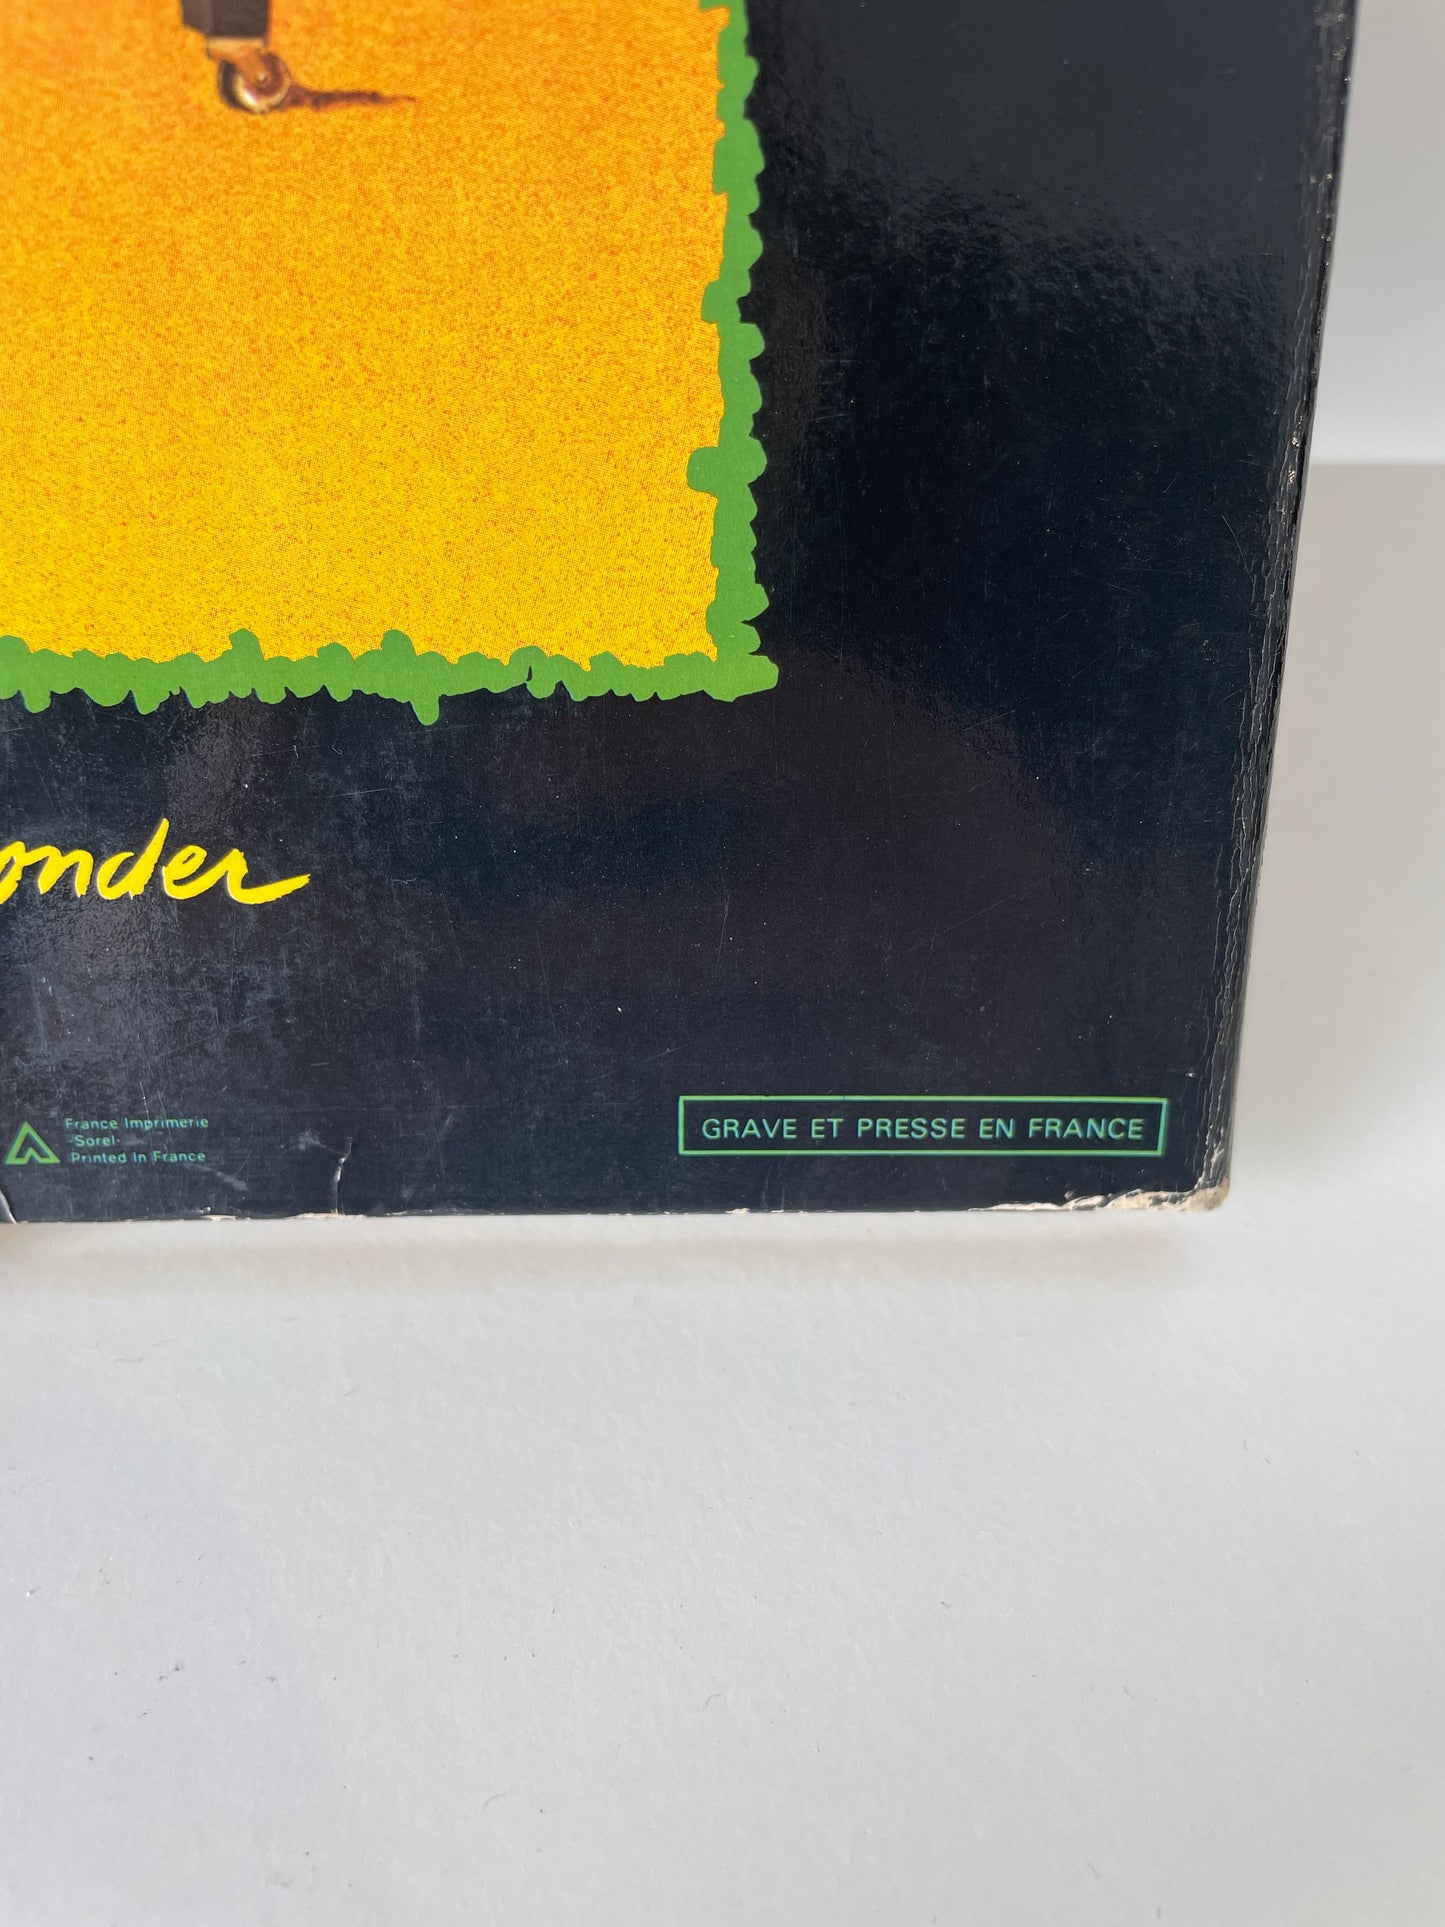 onder
France Imprimerie
-Sorel-
Printed In France
GRAVE ET PRESSE EN FRANCE